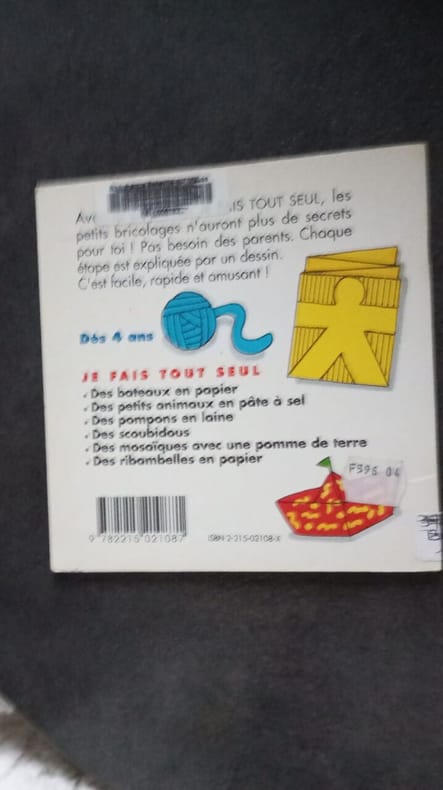 IS TOUT SEUL, les
petits bricolages n'auront plus de secrets
pour toi ! Pas besoin des parents. Chaque
étape est expliquée par un dessin.
C'est facile, rapide et amusant !
Dès 4 ans
JE FAIS TOUT SEUL
• Des bateaux en papier
• Des petits animaux en pâte à sel
• Des pompons en laine
• Des scoubidous
• Des mosaïques avec une pomme de terre
• Des ribambelles en papier
F396 04
9 782215 021087
ISBN 2-215-02108-X